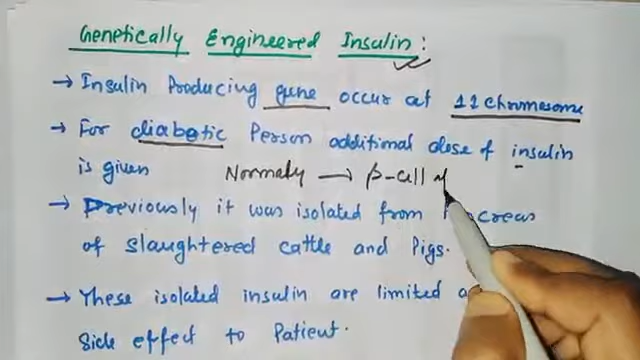 Genetically Engineered Insulin:
→ Insulin Producing gene occur at 11 chromosome
→ For diabetic Person additional dose of insulin
is given Normally → β-cell of
→ Previously it was isolated from
of slaughtered cattle and Pigs.
→ These isolated insulin are limited
Side effect to Patient.